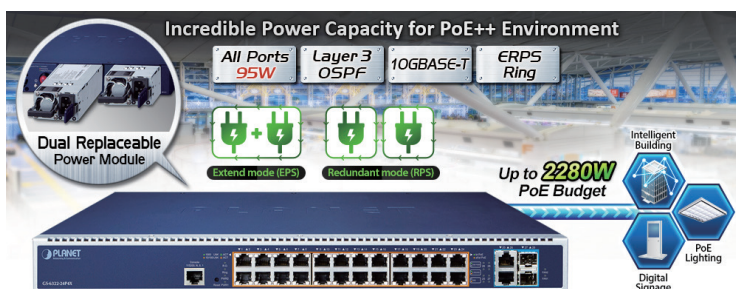 Incredible Power Capacity for PoE++ Environment
All Ports
95W
Layer 3
OSPF
10GBASE-T
ERPS
Ring
Dual Replaceable
Power Module
Extend mode (EPS)
Redundant mode (RPS)
Up to 2280W
PoE Budget
Intelligent
Building
PoE
Lighting
Digital
Signage
PLANET